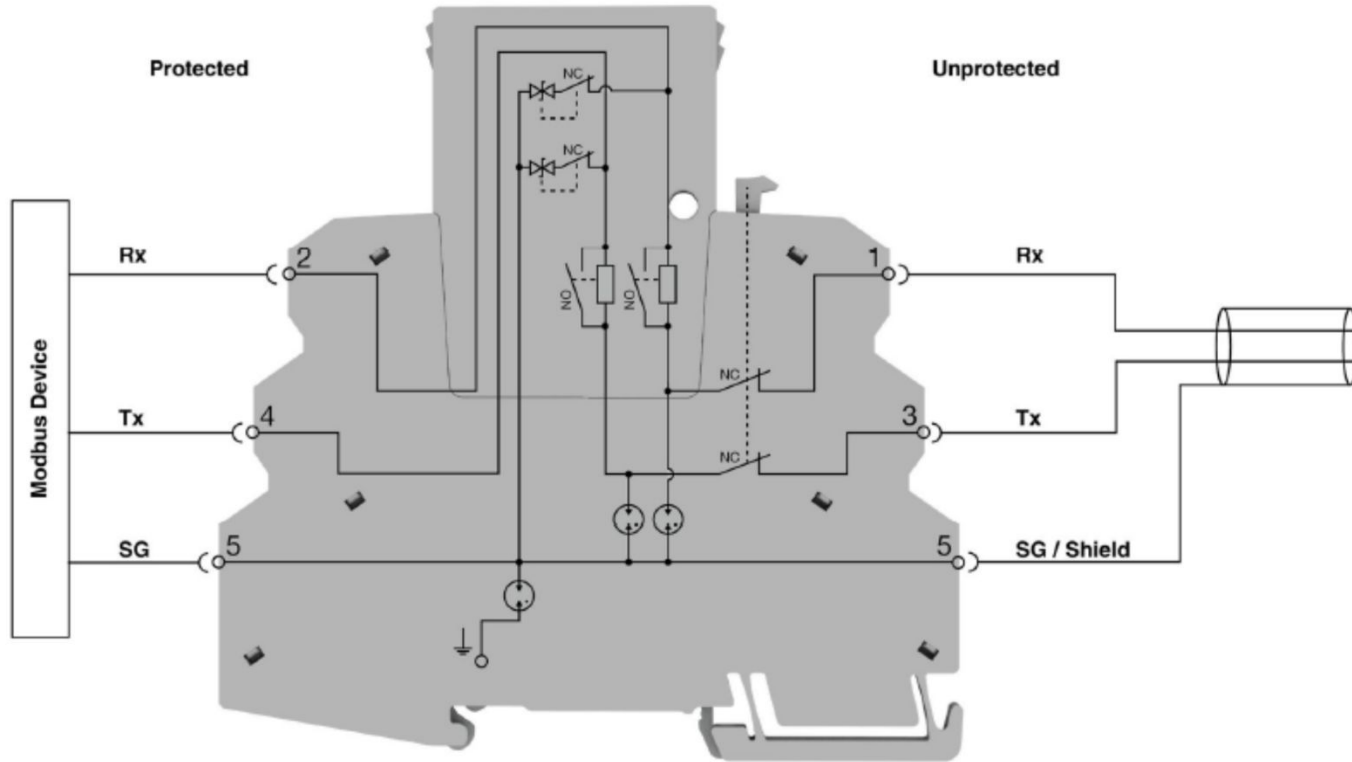 Protected
Unprotected
NC
NC
Rx
2
1
Rx
NO
NO
NC
Modbus Device
Tx
4
3
Tx
NC
SG
5
5
SG / Shield